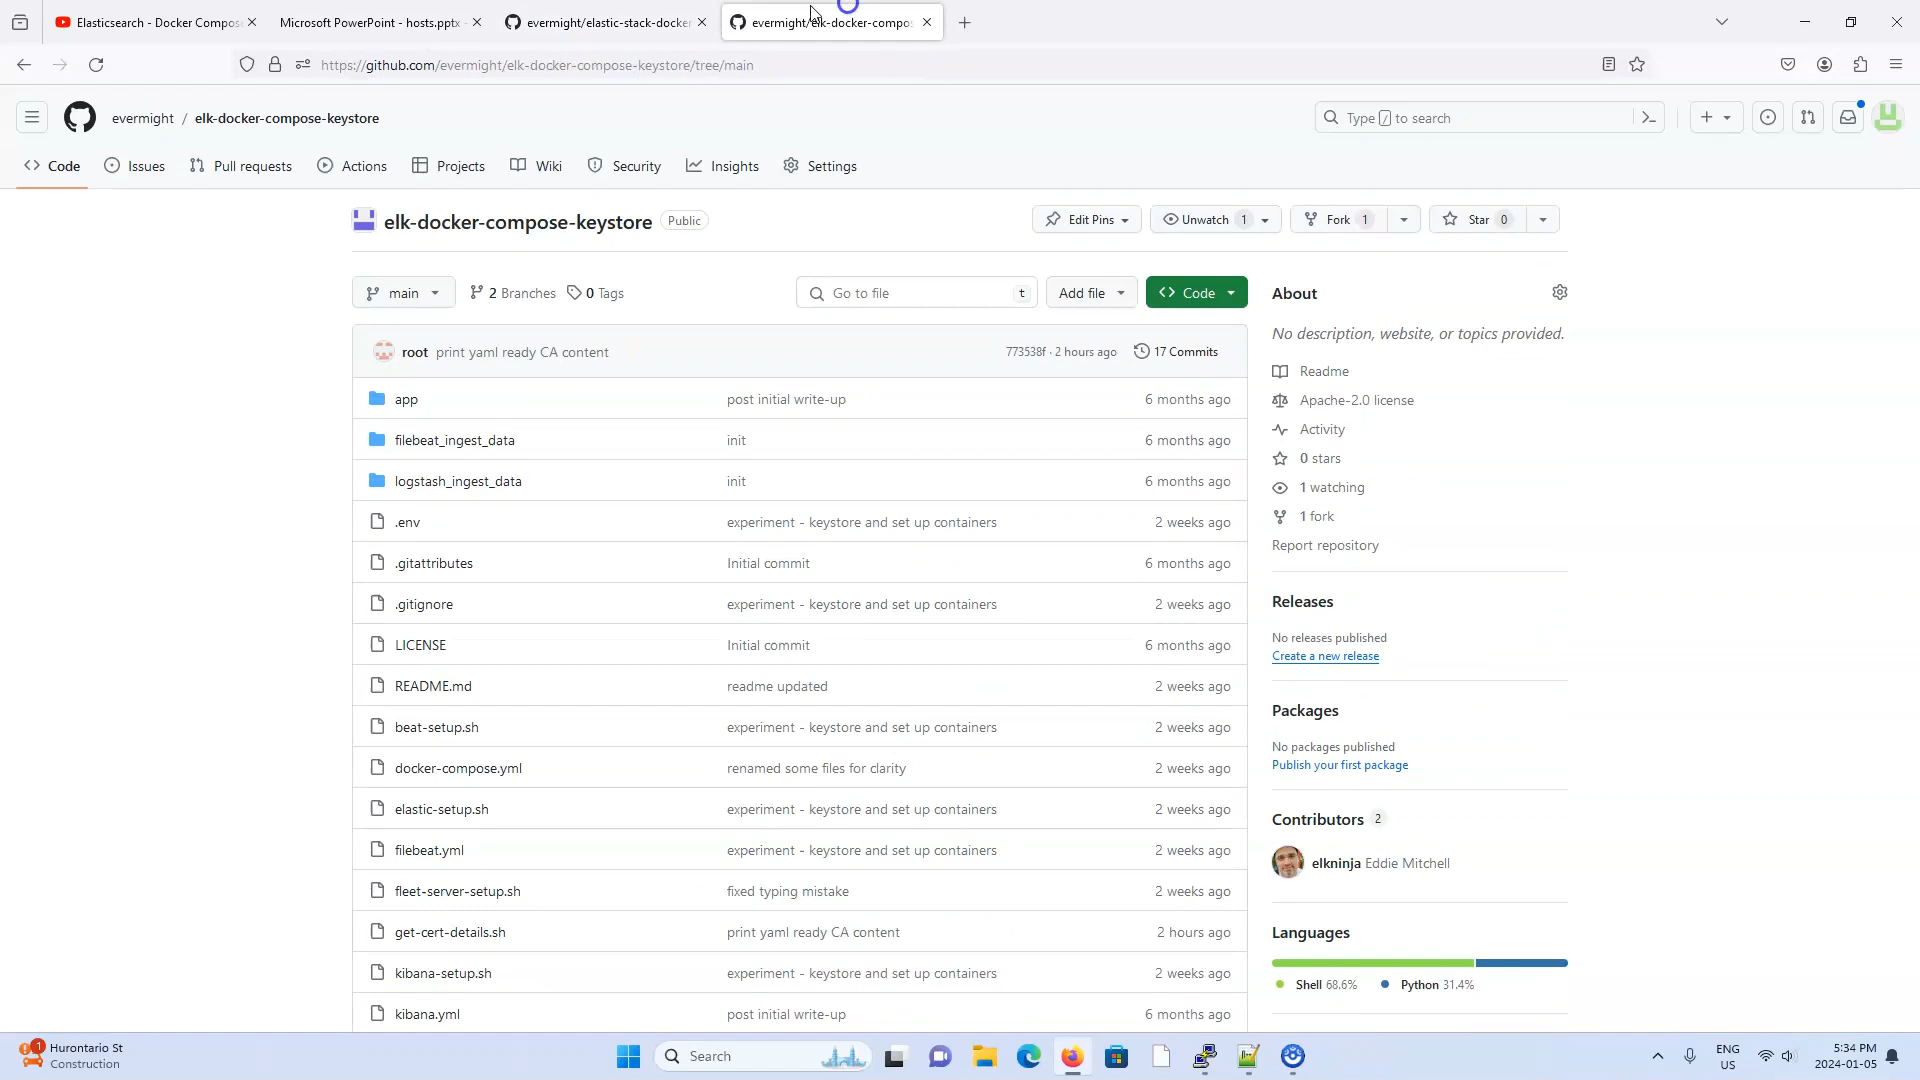 Elasticsearch - Docker Compos
Microsoft PowerPoint - hosts.pptx -
evermight/elastic-stack-docker
evermight/elk-docker-compos
https://github.com/evermight/elk-docker-compose-keystore/tree/main
evermight / elk-docker-compose-keystore
Type / to search
Code
Issues
Pull requests
Actions
Projects
Wiki
Security
Insights
Settings
elk-docker-compose-keystore
Public
Edit Pins
Unwatch 1
Fork 1
Star 0
main
2 Branches
0 Tags
Go to file
t
Add file
Code
About
No description, website, or topics provided.
root print yaml ready CA content
773538f · 2 hours ago
17 Commits
Readme
app post initial write-up 6 months ago
Apache-2.0 license
Activity
filebeat_ingest_data init 6 months ago
0 stars
logstash_ingest_data init 6 months ago
1 watching
.env experiment - keystore and set up containers 2 weeks ago
1 fork
Report repository
.gitattributes Initial commit 6 months ago
.gitignore experiment - keystore and set up containers 2 weeks ago
Releases
LICENSE Initial commit 6 months ago
No releases published
Create a new release
README.md readme updated 2 weeks ago
Packages
beat-setup.sh experiment - keystore and set up containers 2 weeks ago
No packages published
Publish your first package
docker-compose.yml renamed some files for clarity 2 weeks ago
elastic-setup.sh experiment - keystore and set up containers 2 weeks ago
Contributors 2
filebeat.yml experiment - keystore and set up containers 2 weeks ago
elkninja Eddie Mitchell
fleet-server-setup.sh fixed typing mistake 2 weeks ago
get-cert-details.sh print yaml ready CA content 2 hours ago
Languages
kibana-setup.sh experiment - keystore and set up containers 2 weeks ago
Shell 68.6%
Python 31.4%
kibana.yml post initial write-up 6 months ago
1
Hurontario St
Construction
Search
ENG
US
5:34 PM
2024-01-05